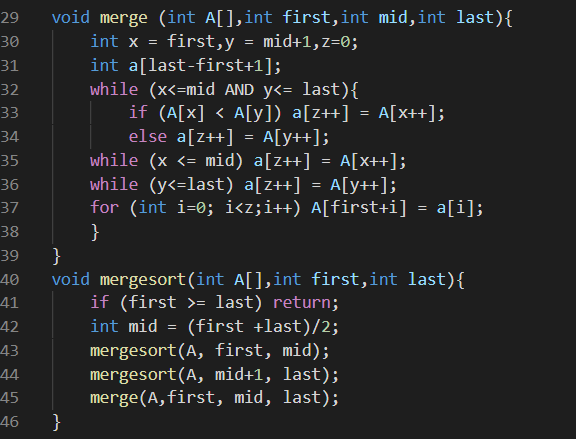 29 void merge (int A[],int first,int mid,int last){
30 int x = first,y = mid+1,z=0;
31 int a[last-first+1];
32 while (x<=mid AND y<= last){
33 if (A[x] < A[y]) a[z++] = A[x++];
34 else a[z++] = A[y++];
35 while (x <= mid) a[z++] = A[x++];
36 while (y<=last) a[z++] = A[y++];
37 for (int i=0; i<z;i++) A[first+i] = a[i];
38 }
39 }
40 void mergesort(int A[],int first,int last){
41 if (first >= last) return;
42 int mid = (first +last)/2;
43 mergesort(A, first, mid);
44 mergesort(A, mid+1, last);
45 merge(A,first, mid, last);
46 }